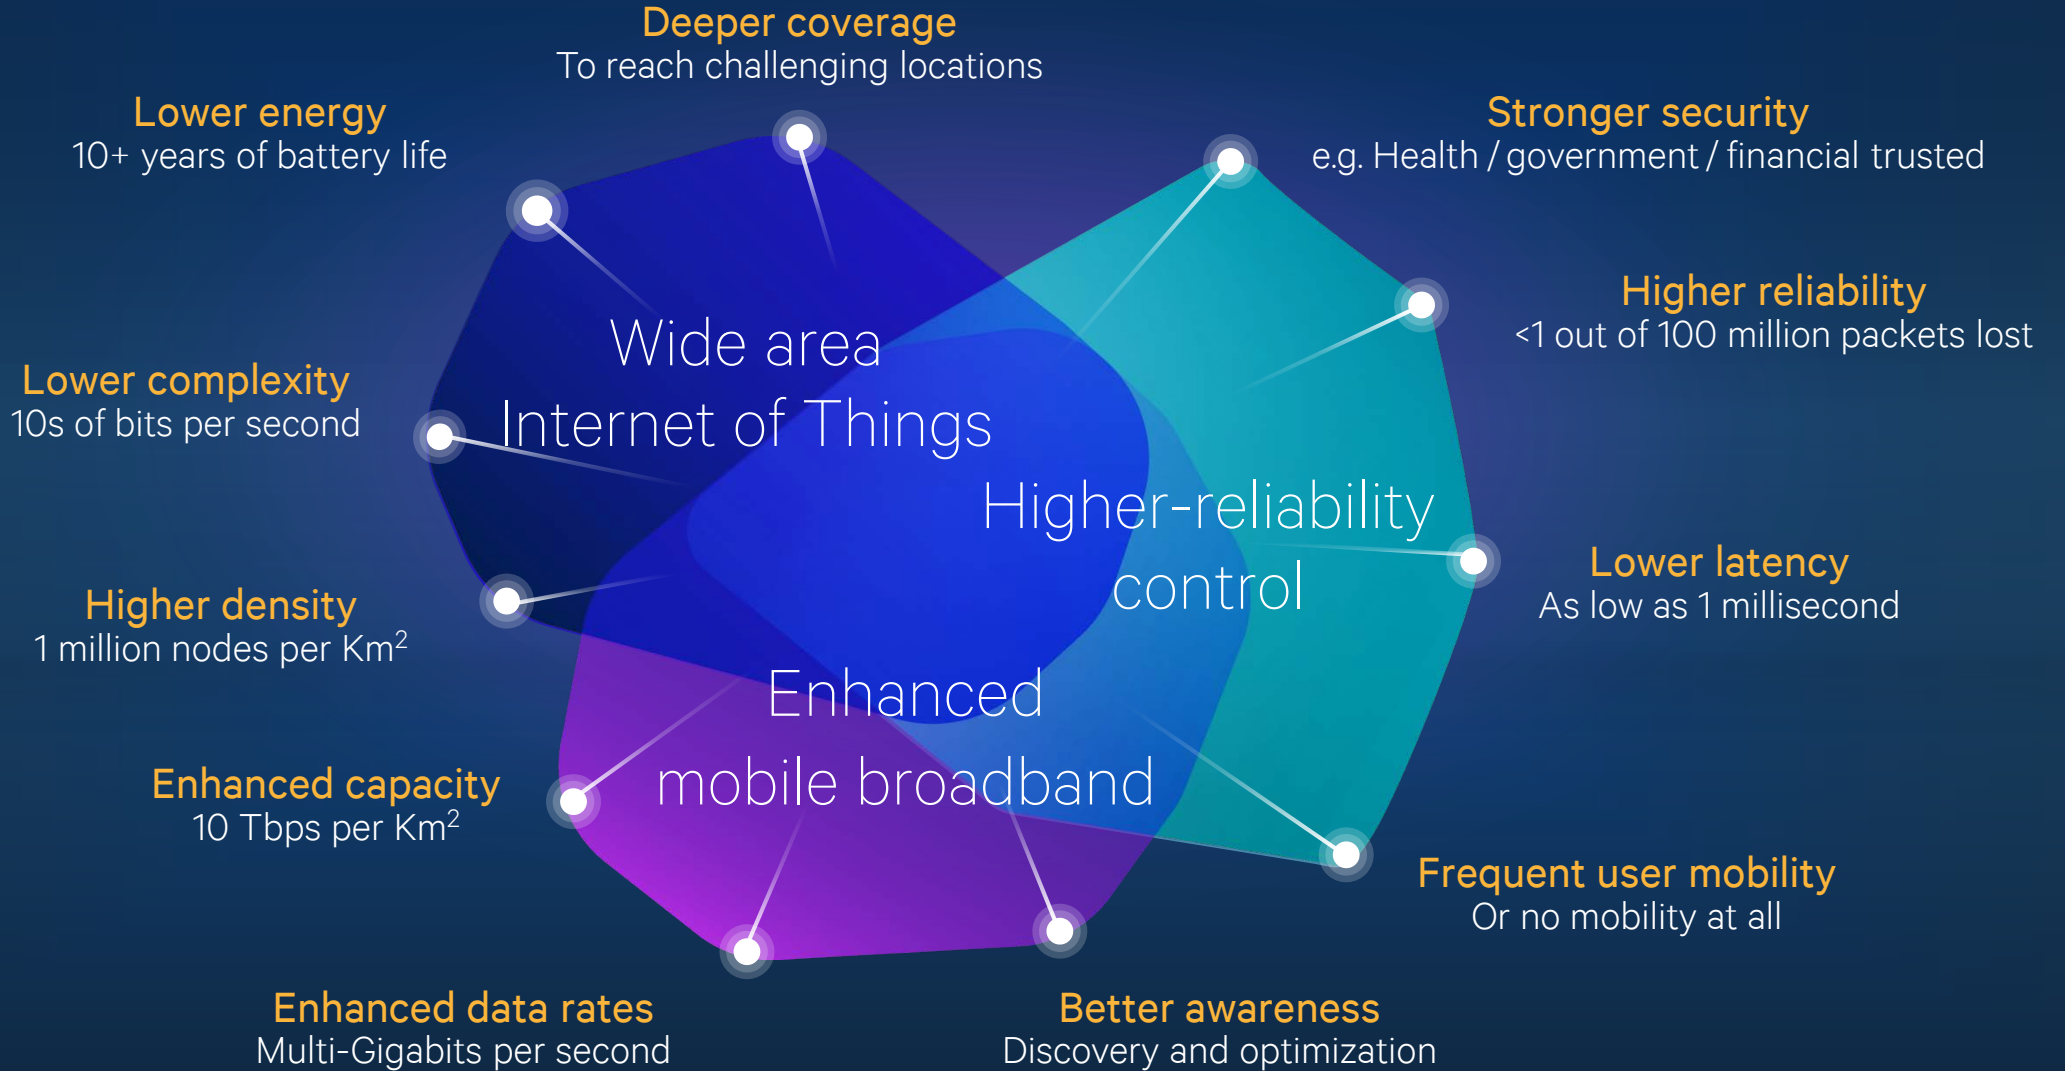 Deeper coverage
To reach challenging locations
Lower energy
10+ years of battery life
Stronger security
e.g. Health / government / financial trusted
Higher reliability
<1 out of 100 million packets lost
Wide area
Internet of Things
Lower complexity
10s of bits per second
Higher-reliability
control
Lower latency
As low as 1 millisecond
Higher density
1 million nodes per Km²
Enhanced
mobile broadband
Enhanced capacity
10 Tbps per Km²
Frequent user mobility
Or no mobility at all
Enhanced data rates
Multi-Gigabits per second
Better awareness
Discovery and optimization